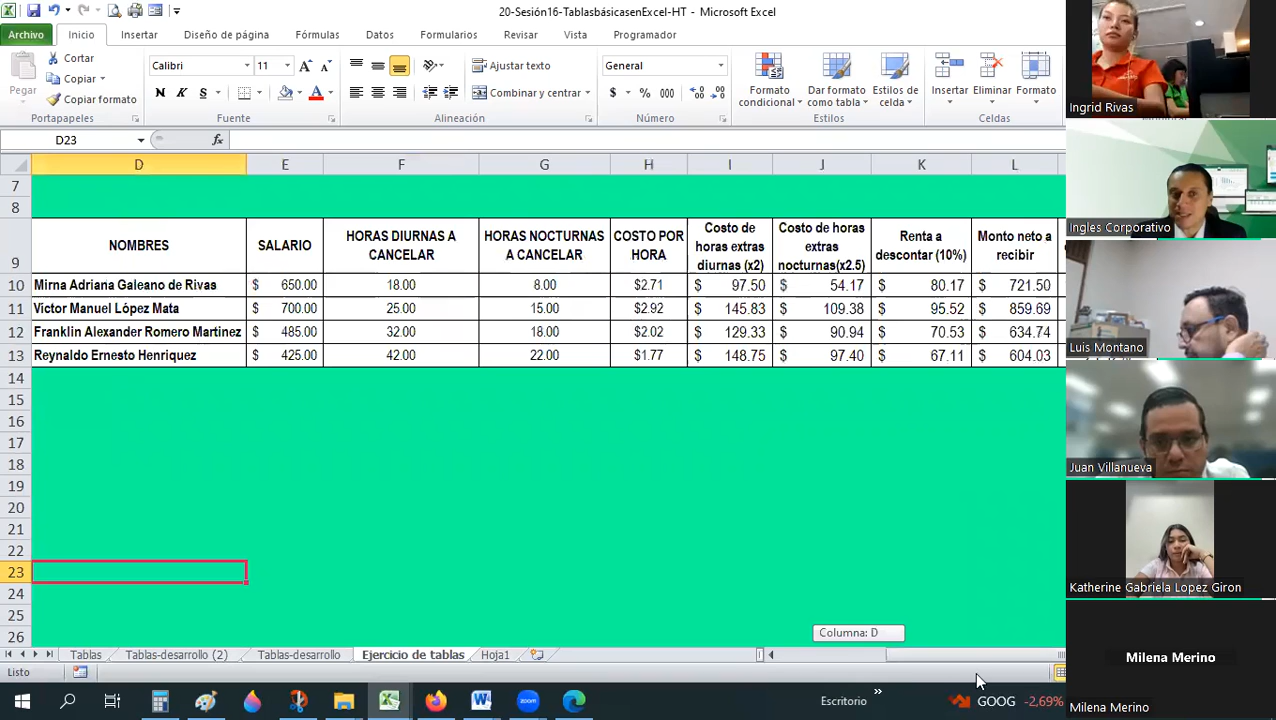 20-Sesión16-TablasbásicasenExcel-HT - Microsoft Excel
Archivo Inicio Insertar Diseño de página Fórmulas Datos Formularios Revisar Vista Programador
Pegar
Cortar
Copiar
Copiar formato
Portapapeles
Calibri 11
N K S
Fuente
Ajustar texto
Combinar y centrar
Alineación
General
$ % 000
Número
Formato condicional
Dar formato como tabla
Estilos de celda
Estilos
Insertar Eliminar Formato
Celdas
D23 fx
D E F G H I J K L
7
8
9 NOMBRES SALARIO HORAS DIURNAS A CANCELAR HORAS NOCTURNAS A CANCELAR COSTO POR HORA Costo de horas extras diurnas (x2) Costo de horas extras nocturnas(x2.5) Renta a descontar (10%) Monto neto a recibir
10 Mirna Adriana Galeano de Rivas $ 650.00 18.00 8.00 $2.71 $ 97.50 $ 54.17 $ 80.17 $ 721.50
11 Victor Manuel López Mata $ 700.00 25.00 15.00 $2.92 $ 145.83 $ 109.38 $ 95.52 $ 859.69
12 Franklin Alexander Romero Martinez $ 485.00 32.00 18.00 $2.02 $ 129.33 $ 90.94 $ 70.53 $ 634.74
13 Reynaldo Ernesto Henriquez $ 425.00 42.00 22.00 $1.77 $ 148.75 $ 97.40 $ 67.11 $ 604.03
14
15
16
17
18
19
20
21
22
23
24
25
26
Columna: D
Tablas Tablas-desarrollo (2) Tablas-desarrollo Ejercicio de tablas Hoja1
Listo
Escritorio » GOOG -2,69%
zoom
Ingrid Rivas
Ingles Corporativo
Luis Montano
Juan Villanueva
Katherine Gabriela Lopez Giron
Milena Merino
Milena Merino